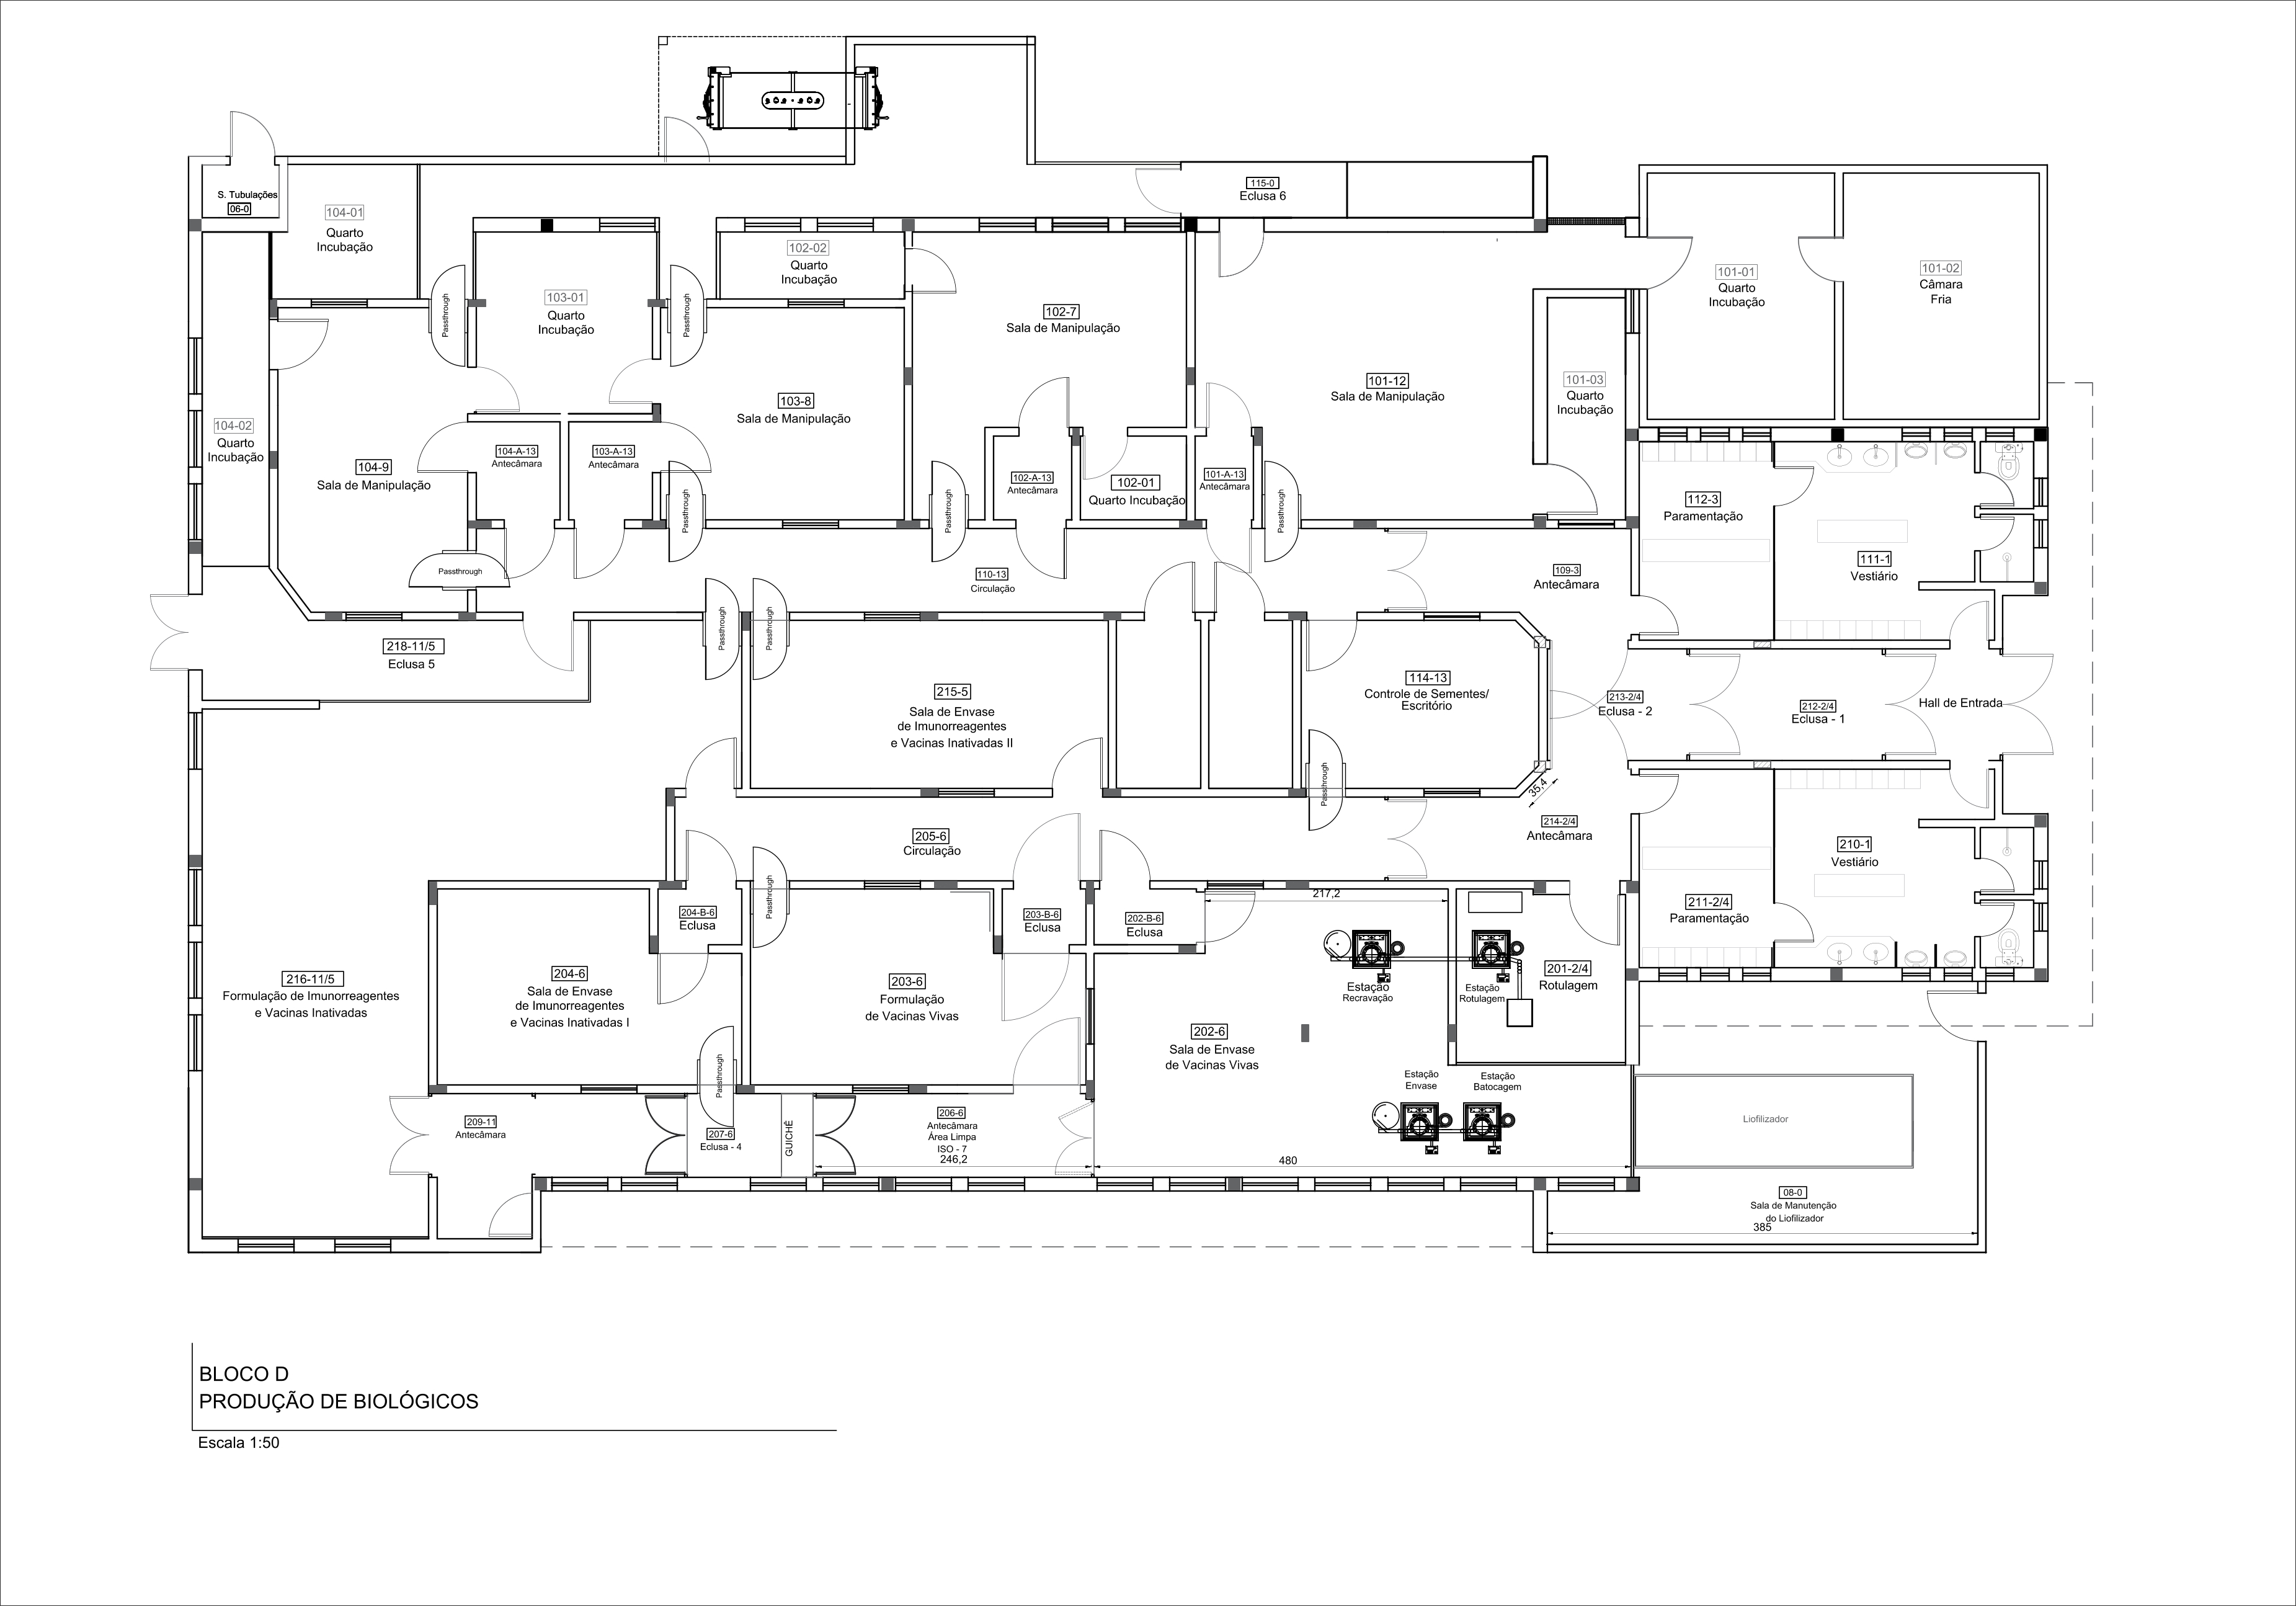 S. Tubulações
06-0
104-01
Quarto
Incubação
103-01
Quarto
Incubação
102-02
Quarto
Incubação
115-0
Eclusa 6
102-7
Sala de Manipulação
101-01
Quarto
Incubação
101-02
Câmara
Fria
Passthrough
Passthrough
104-02
Quarto
Incubação
104-9
Sala de Manipulação
104-A-13
Antecâmara
103-A-13
Antecâmara
103-8
Sala de Manipulação
Passthrough
Passthrough
102-A-13
Antecâmara
102-01
Quarto Incubação
101-A-13
Antecâmara
Passthrough
101-12
Sala de Manipulação
101-03
Quarto
Incubação
112-3
Paramentação
111-1
Vestiário
Passthrough
110-13
Circulação
109-3
Antecâmara
218-11/5
Eclusa 5
Passthrough
Passthrough
215-5
Sala de Envase
de Imunorreagentes
e Vacinas Inativadas II
114-13
Controle de Sementes/
Escritório
213-2/4
Eclusa - 2
212-2/4
Eclusa - 1
Hall de Entrada
Passthrough
35,4
205-6
Circulação
214-2/4
Antecâmara
210-1
Vestiário
211-2/4
Paramentação
204-B-6
Eclusa
Passthrough
203-B-6
Eclusa
202-B-6
Eclusa
217,2
216-11/5
Formulação de Imunorreagentes
e Vacinas Inativadas
204-6
Sala de Envase
de Imunorreagentes
e Vacinas Inativadas I
203-6
Formulação
de Vacinas Vivas
202-6
Sala de Envase
de Vacinas Vivas
Estação
Recravação
Estação
Rotulagem
201-2/4
Rotulagem
Passthrough
Estação
Envase
Estação
Batocagem
209-11
Antecâmara
207-6
Eclusa - 4
GUICHÊ
206-6
Antecâmara
Área Limpa
ISO - 7
246,2
480
Liofilizador
08-0
Sala de Manutenção
do Liofilizador
385
BLOCO D
PRODUÇÃO DE BIOLÓGICOS
Escala 1:50